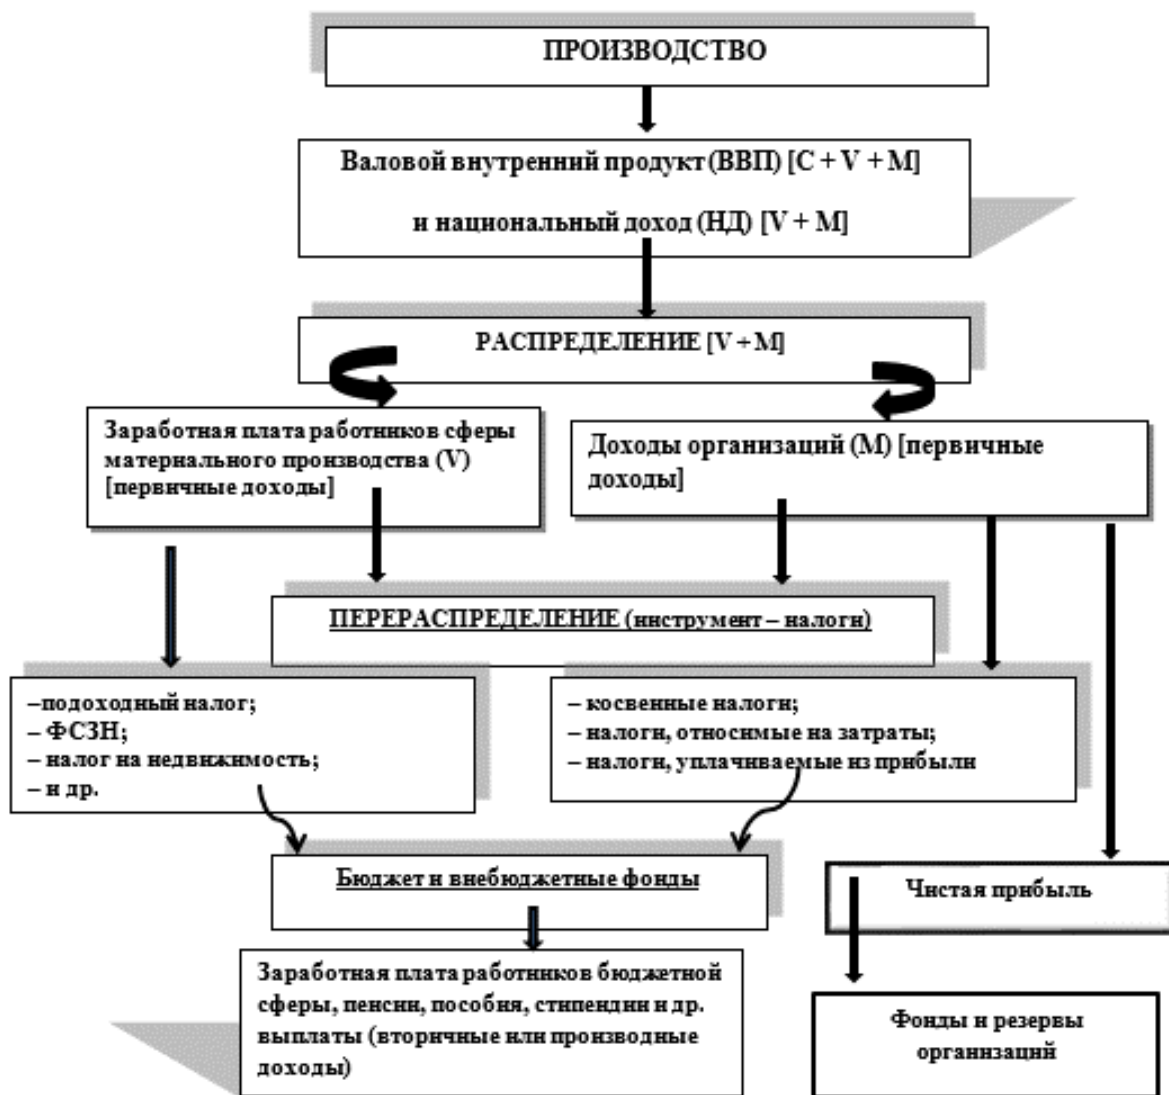 ПРОИЗВОДСТВО
Валовой внутренний продукт (ВВП) [С + V + М]
и национальный доход (НД) [V + М]
РАСПРЕДЕЛЕНИЕ [V + М]
Заработная плата работников сферы
материального производства (V)
[первичные доходы]
Доходы организаций (М) [первичные
доходы]
ПЕРЕРАСПРЕДЕЛЕНИЕ (инструмент – налоги)
–подоходный налог;
– ФСЗН;
– налог на недвижимость;
– и др.
– косвенные налоги;
– налоги, относимые на затраты;
– налоги, уплачиваемые из прибыли
Бюджет и внебюджетные фонды
Чистая прибыль
Заработная плата работников бюджетной
сферы, пенсии, пособия, стипендии и др.
выплаты (вторичные или производные
доходы)
Фонды и резервы
организаций